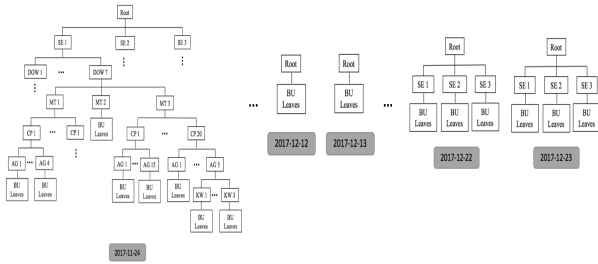 Root
SE 1
SE 2
SE 3
DOW 1
...
DOW 7
MT 1
MT 2
MT 3
BU
Leaves
CP 1
...
CP 1
CP 1
...
CP 20
AG 1
...
AG 4
AG 1
...
AG 15
AG 1
...
AG 5
BU
Leaves
BU
Leaves
BU
Leaves
BU
Leaves
BU
Leaves
KW 1
...
KW 3
BU
Leaves
BU
Leaves
2017-11-24
...
Root
BU
Leaves
2017-12-12
Root
BU
Leaves
2017-12-13
...
Root
SE 1
SE 2
SE 3
BU
Leaves
BU
Leaves
BU
Leaves
2017-12-22
Root
SE 1
SE 2
SE 3
BU
Leaves
BU
Leaves
BU
Leaves
2017-12-23